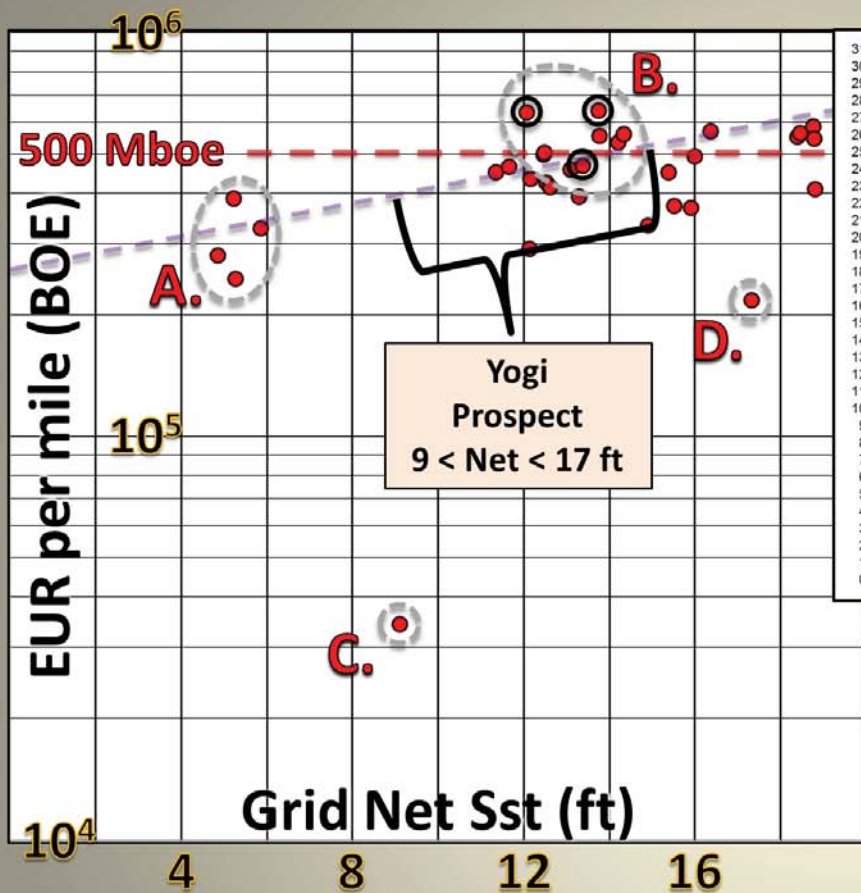 10⁶
B.
500 Mboe
A.
EUR per mile (BOE)
D.
10⁵
Yogi
Prospect
9 < Net < 17 ft
C.
Grid Net Sst (ft)
10⁴
4
8
12
16